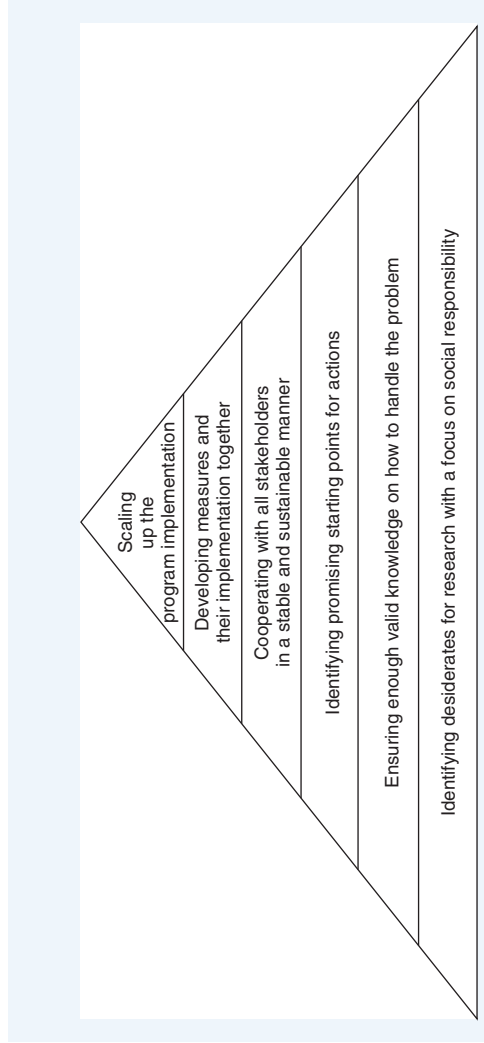 Scaling
up the
program implementation
Developing measures and
their implementation together
Cooperating with all stakeholders
in a stable and sustainable manner
Identifying promising starting points for actions
Ensuring enough valid knowledge on how to handle the problem
Identifying desiderates for research with a focus on social responsibility